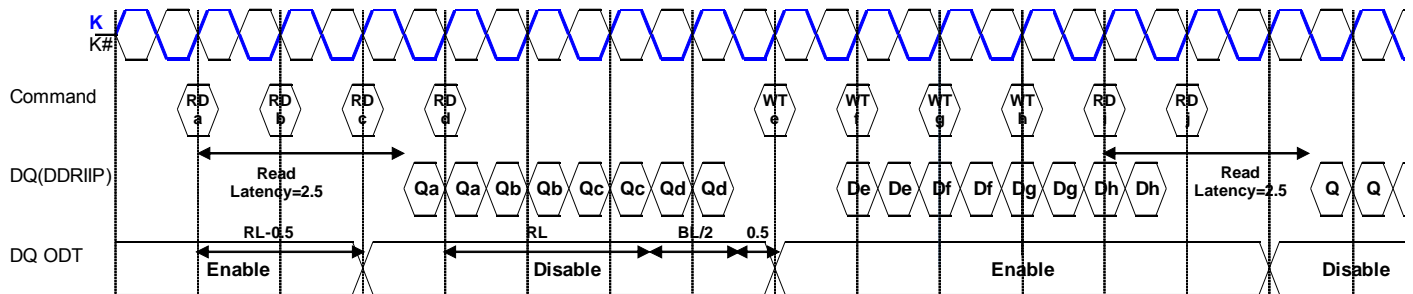 K
K#
Command
RD a
RD b
RD c
RD d
WT e
WT f
WT g
WT h
RD
RD j
DQ(DDRIIP)
Read
Latency=2.5
Qa Qa Qb Qb Qc Qc Qd Qd
De De Df Df Dg Dg Dh Dh
Read
Latency=2.5
Q Q
DQ ODT
RL-0.5
RL
BL/2
0.5
Enable
Disable
Enable
Disable